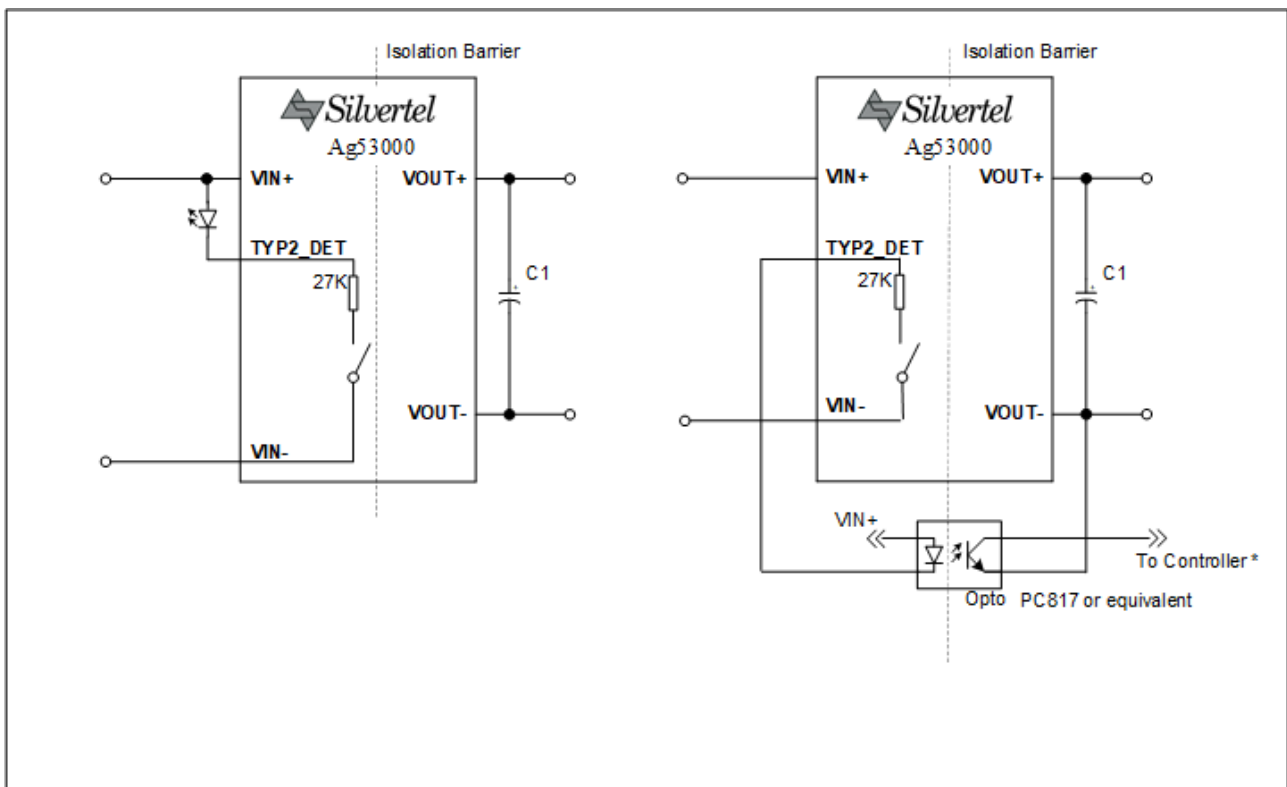 Isolation Barrier
Silvertel
Ag53000
VIN+
VOUT+
TYP2_DET
27K
C1
VOUT-
VIN-
Isolation Barrier
Silvertel
Ag53000
VIN+
VOUT+
TYP2_DET
27K
C1
VIN-
VOUT-
VIN+
To Controller *
Opto
PC817 or equivalent